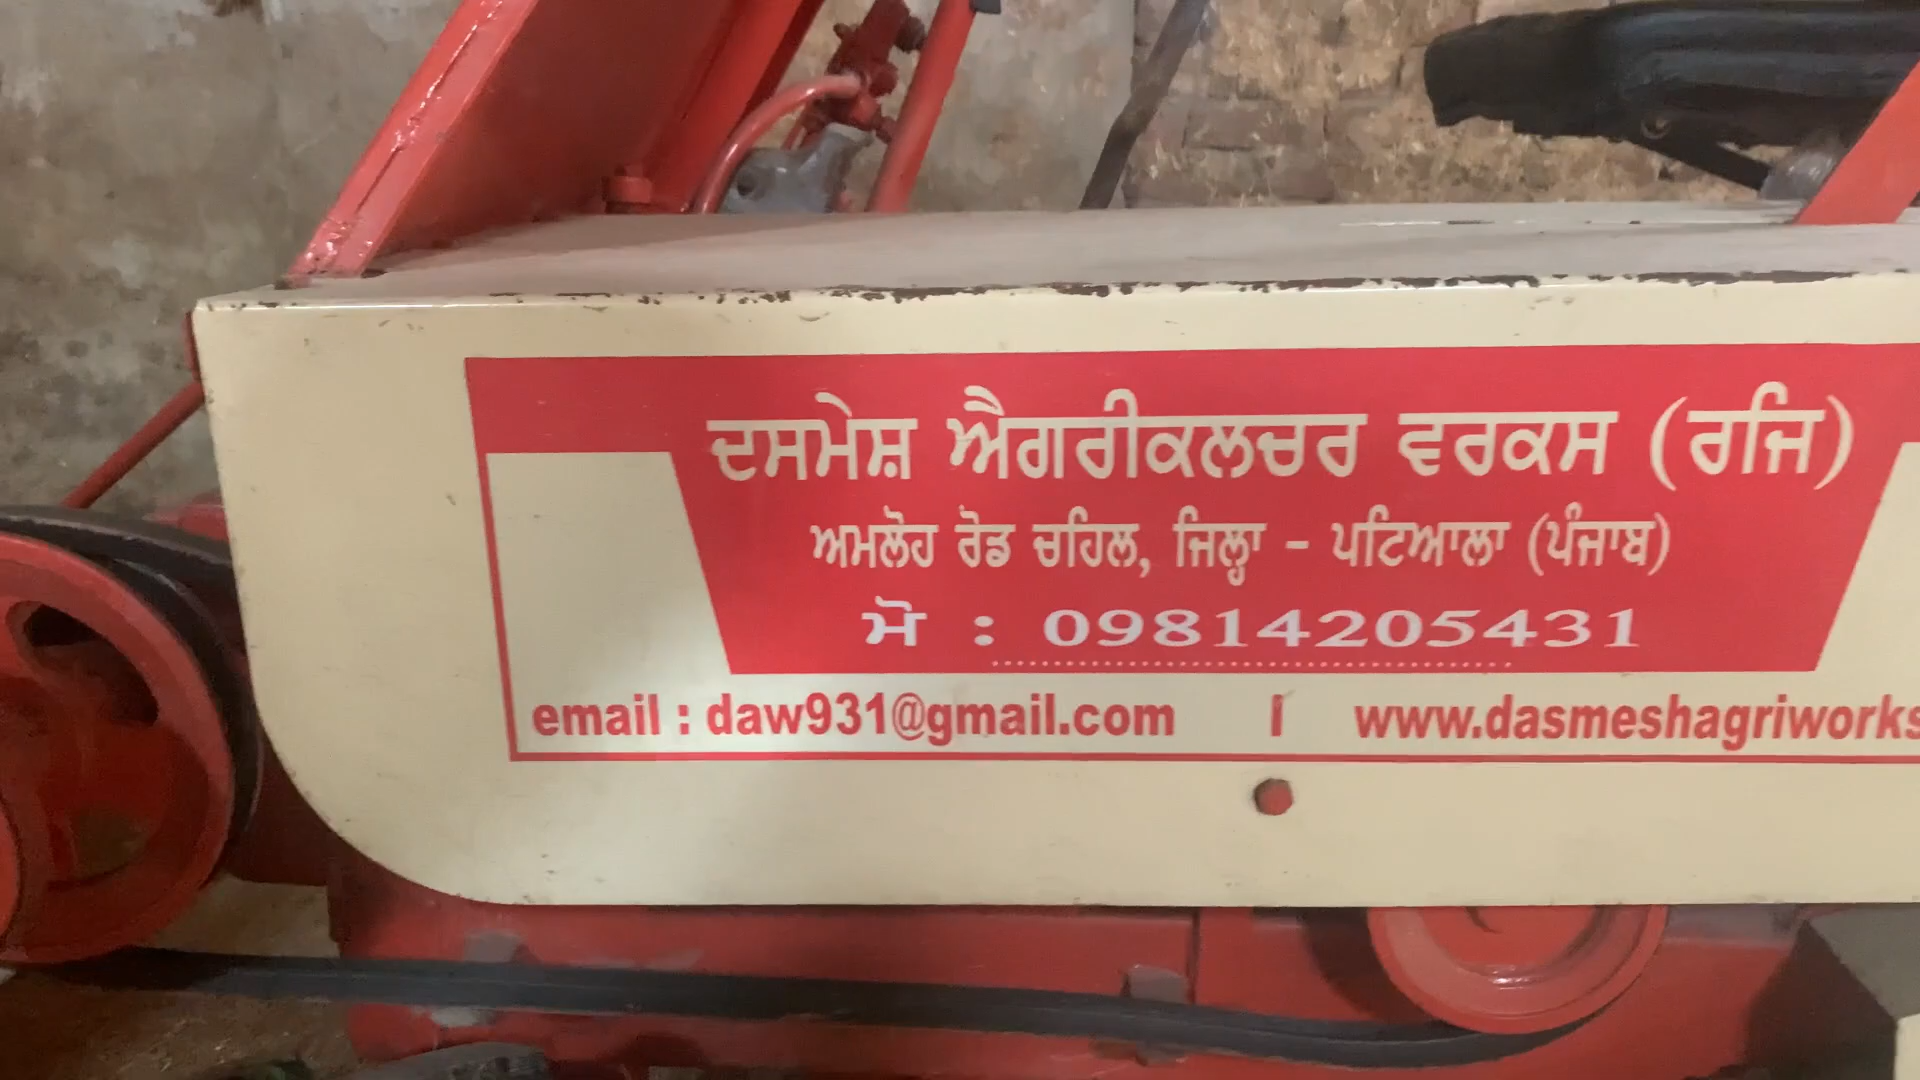 ਦਸਮੇਸ਼ ਐਗਰੀਕਲਚਰ ਵਰਕਸ (ਰਜਿ)
ਅਮਲੋਹ ਰੋਡ ਚਹਿਲ, ਜਿਲ੍ਹਾ - ਪਟਿਆਲਾ (ਪੰਜਾਬ)
ਮੋ : 09814205431
email : daw931@gmail.com | www.dasmeshagriworks